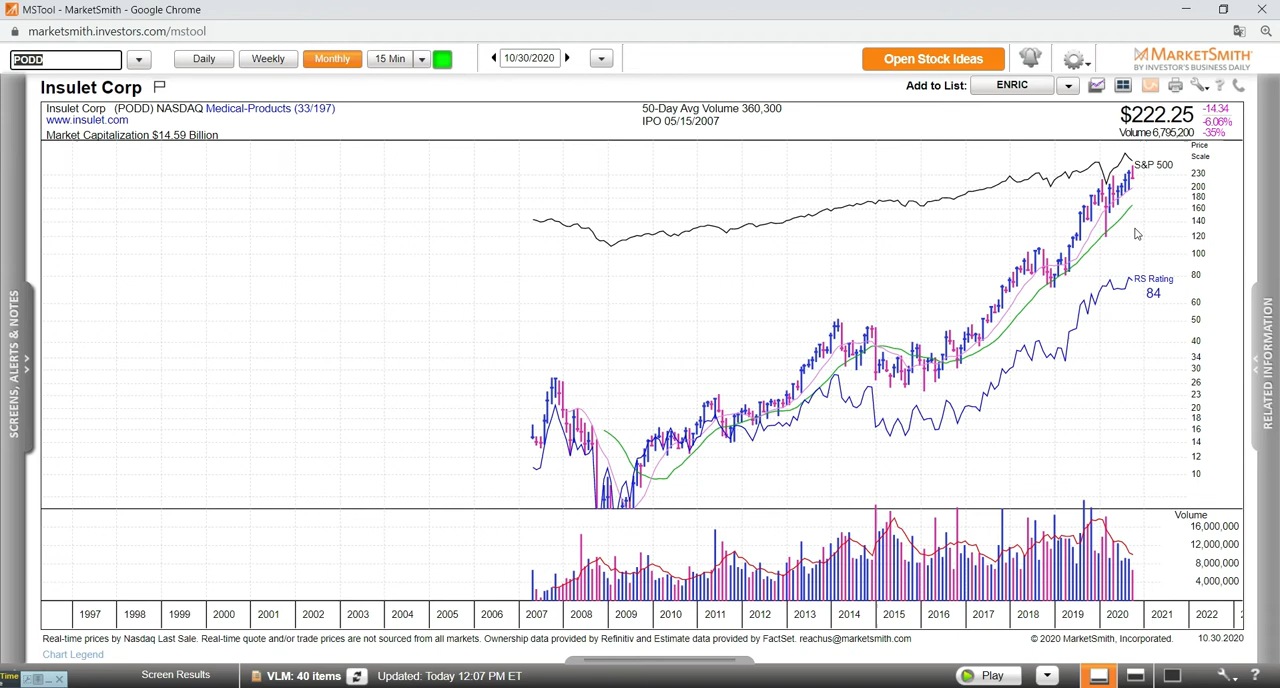 MSTool - MarketSmith - Google Chrome
marketsmith.investors.com/mstool
PODD
Daily
Weekly
Monthly
15 Min
10/30/2020
Open Stock Ideas
MARKETSMITH
BY INVESTOR'S BUSINESS DAILY
Insulet Corp
Add to List:
ENRIC
Insulet Corp (PODD) NASDAQ Medical-Products (33/197)
www.insulet.com
Market Capitalization $14.59 Billion
50-Day Avg Volume 360,300
IPO 05/15/2007
$222.25
-14.34
-6.06%
Volume 6,795,200
-35%
Price
Scale
S&P 500
230
200
180
160
140
120
100
80
60
50
40
34
30
26
23
20
18
16
14
12
10
RS Rating
84
Volume
16,000,000
12,000,000
8,000,000
4,000,000
1997
1998
1999
2000
2001
2002
2003
2004
2005
2006
2007
2008
2009
2010
2011
2012
2013
2014
2015
2016
2017
2018
2019
2020
2021
2022
SCREENS, ALERTS & NOTES
RELATED INFORMATION
Real-time prices by Nasdaq Last Sale. Real-time quote and/or trade prices are not sourced from all markets. Ownership data provided by Refinitiv and Estimate data provided by FactSet. reachus@marketsmith.com
© 2020 MarketSmith, Incorporated.
10.30.2020
Chart Legend
Time
Screen Results
VLM: 40 items
Updated: Today 12:07 PM ET
Play